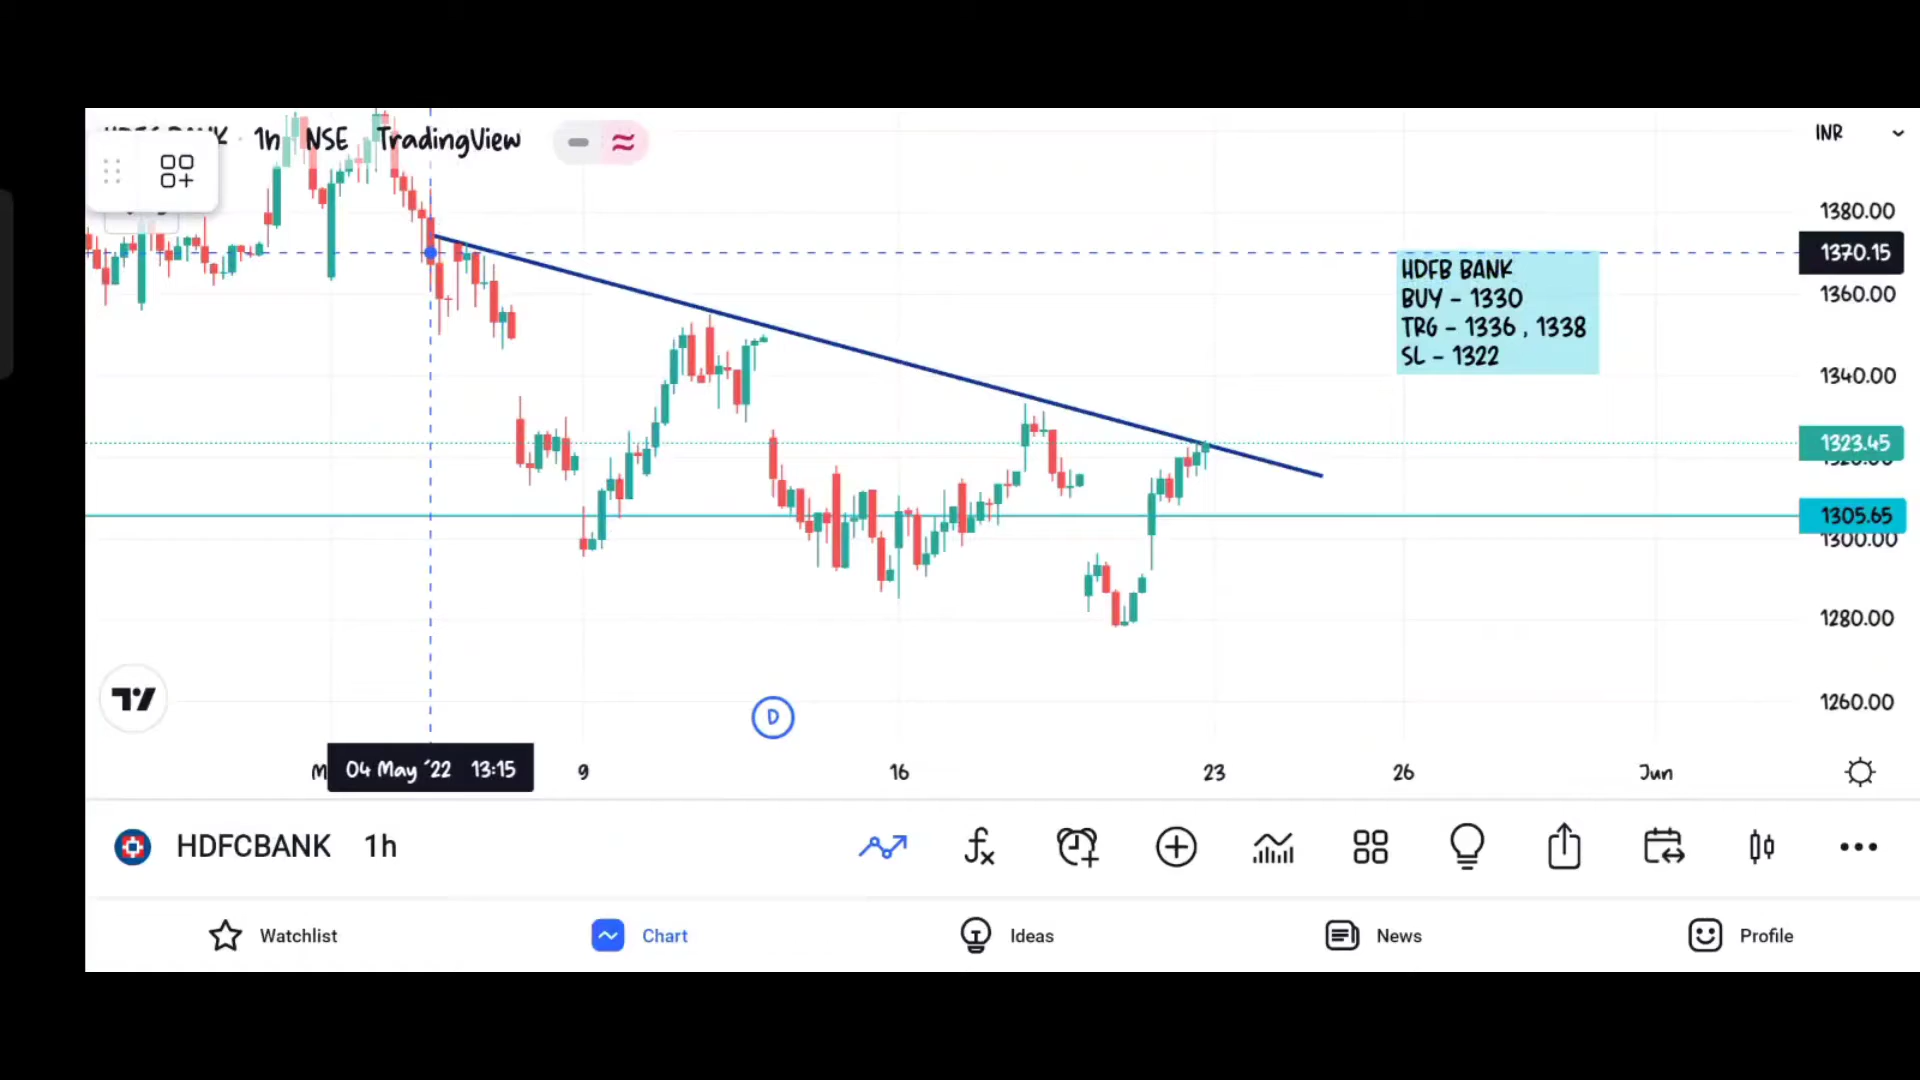 1h NSE TradingView
INR
1380.00
1370.15
1360.00
1340.00
1323.45
1305.65
1300.00
1280.00
1260.00
HDFB BANK
BUY - 1330
TRG - 1336 , 1338
SL - 1322
D
04 May '22 13:15
9
16
23
26
Jun
HDFCBANK 1h
Watchlist
Chart
Ideas
News
Profile